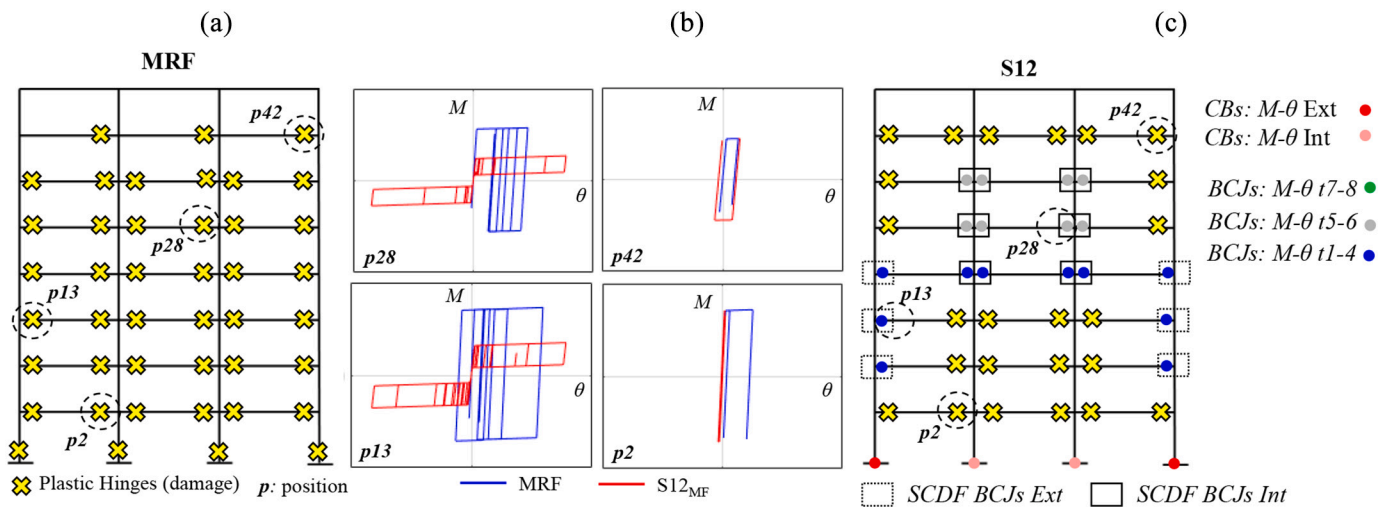 (a)
(b)
(c)
MRF
S12
p42
p28
p13
p2
Plastic Hinges (damage)
p: position
M
θ
p28
p42
M
θ
p13
M
θ
p2
MRF
S12MF
p42
p28
p13
p2
CBs: M-θ Ext
CBs: M-θ Int
BCJs: M-θ t7-8
BCJs: M-θ t5-6
BCJs: M-θ t1-4
SCDF BCJs Ext
SCDF BCJs Int